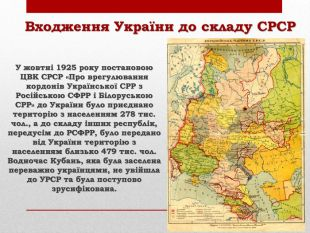 Входження України до складу СРСР
У жовтні 1925 року постановою
ЦВК СРСР «Про врегулювання
кордонів Української СРР з
Російською СФРР і Білоруською
СРР» до України було приєднано
територію з населенням 278 тис.
чол., а до складу інших республік,
передусім до РСФРР, було передано
від України територію з
населенням близько 479 тис. чол.
Водночас Кубань, яка була заселена
переважно українцями, не увійшла
до УРСР та була поступово
зрусифікована.